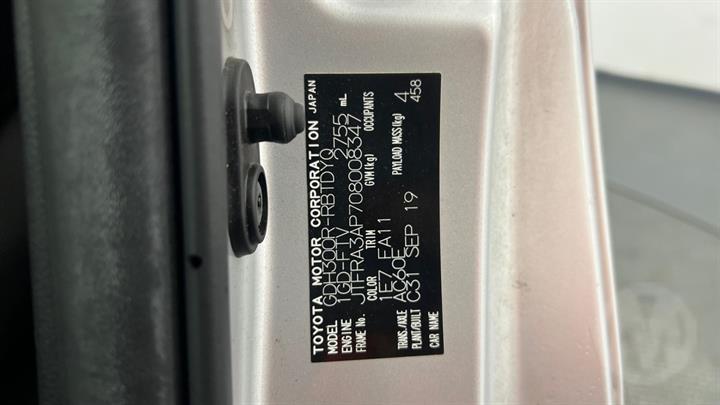 TOYOTA MOTOR CORPORATION JAPAN
MODEL GDH300R-RBTDYQ
ENGINE 1GD-FTV 2755 mL
FRAME No. JTFRA3AP708008347
COLOR TRIM GVM(kg) OCCUPANTS
1E7 EA11 4
TRANS./AXLE AC60E PAYLOAD MASS(kg) 458
PLANT/BUILT C31 SEP 19
CAR NAME